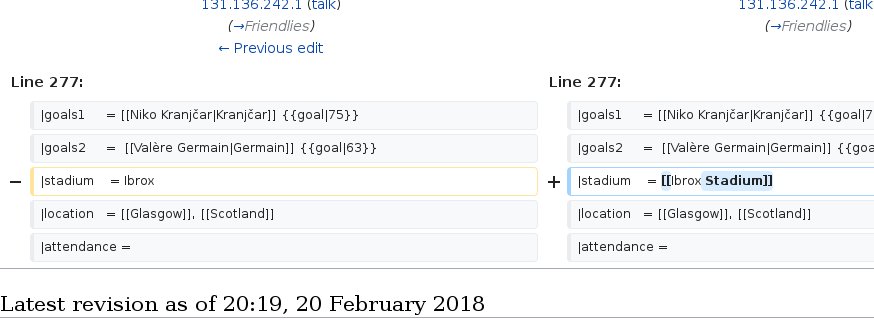 131.136.242.1 (talk) 131.136.242.1 (talk
(→Friendlies) (→Friendlies)
← Previous edit
Line 277: Line 277:
|goals1 = [[Niko Kranjčar|Kranjčar]] {{goal|75}} |goals1 = [[Niko Kranjčar|Kranjčar]] {{goal|7
|goals2 = [[Valère Germain|Germain]] {{goal|63}} |goals2 = [[Valère Germain|Germain]] {{goa
− |stadium = Ibrox + |stadium = [[Ibrox Stadium]]
|location = [[Glasgow]], [[Scotland]] |location = [[Glasgow]], [[Scotland]]
|attendance = |attendance =
Latest revision as of 20:19, 20 February 2018